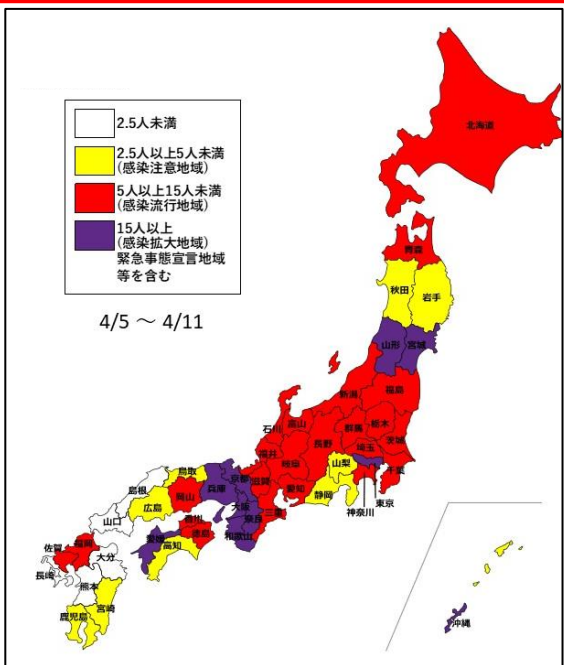 2.5人未満
2.5人以上5人未満
(感染注意地域)
5人以上15人未満
(感染流行地域)
15人以上
(感染拡大地域)
緊急事態宣言地域
等を含む
4/5 ～ 4/11
北海道
青森
秋田
岩手
山形
宮城
新潟
福島
石川
富山
群馬
栃木
長野
茨城
福井
岐阜
埼玉
山梨
千葉
鳥取
京都
滋賀
愛知
静岡
東京
神奈川
島根
岡山
兵庫
大阪
三重
広島
奈良
山口
香川
徳島
和歌山
愛媛
高知
佐賀
福岡
大分
長崎
熊本
宮崎
鹿児島
沖縄